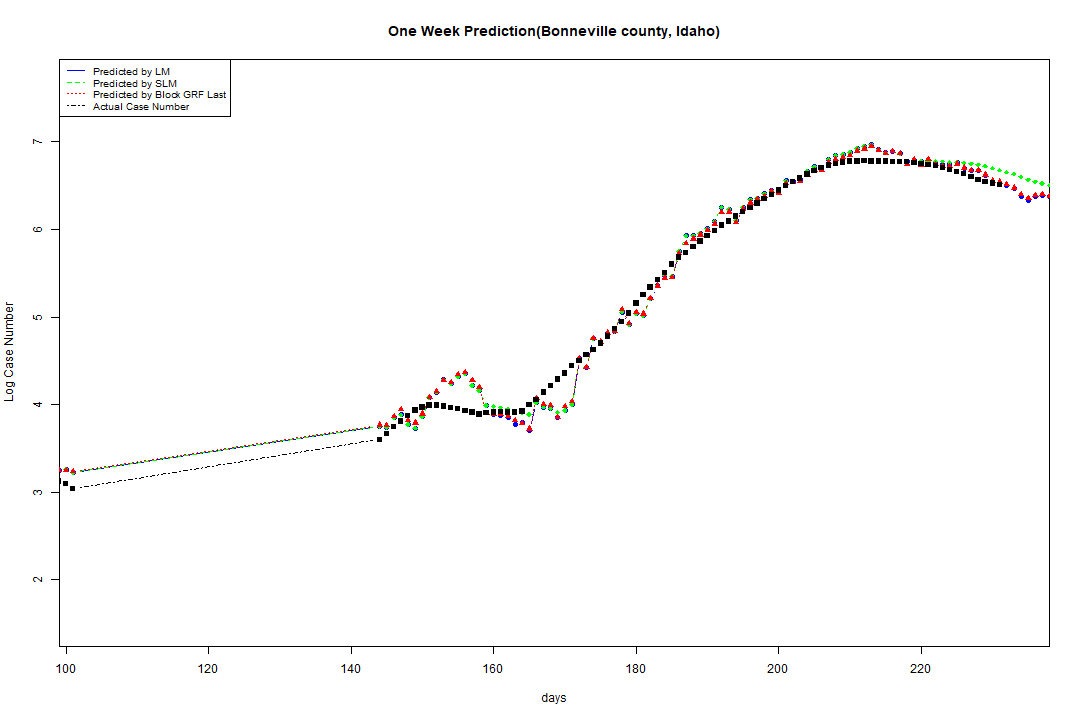 One Week Prediction(Bonneville county, Idaho)
Predicted by LM
Predicted by SLM
Predicted by Block GRF Last
Actual Case Number
7
6
5
4
3
2
Log Case Number
100 120 140 160 180 200 220
days